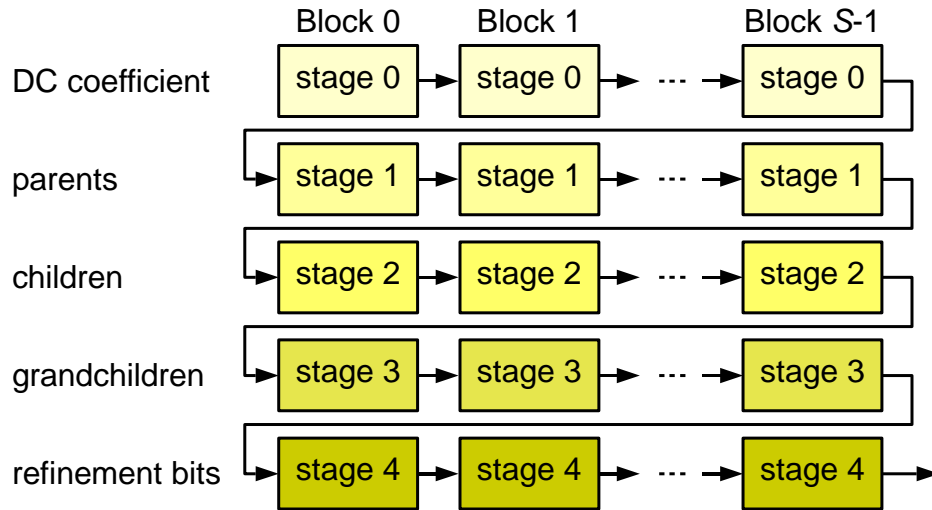 Block 0 Block 1 Block S-1
DC coefficient stage 0 stage 0 --- stage 0
parents stage 1 stage 1 --- stage 1
children stage 2 stage 2 --- stage 2
grandchildren stage 3 stage 3 --- stage 3
refinement bits stage 4 stage 4 --- stage 4